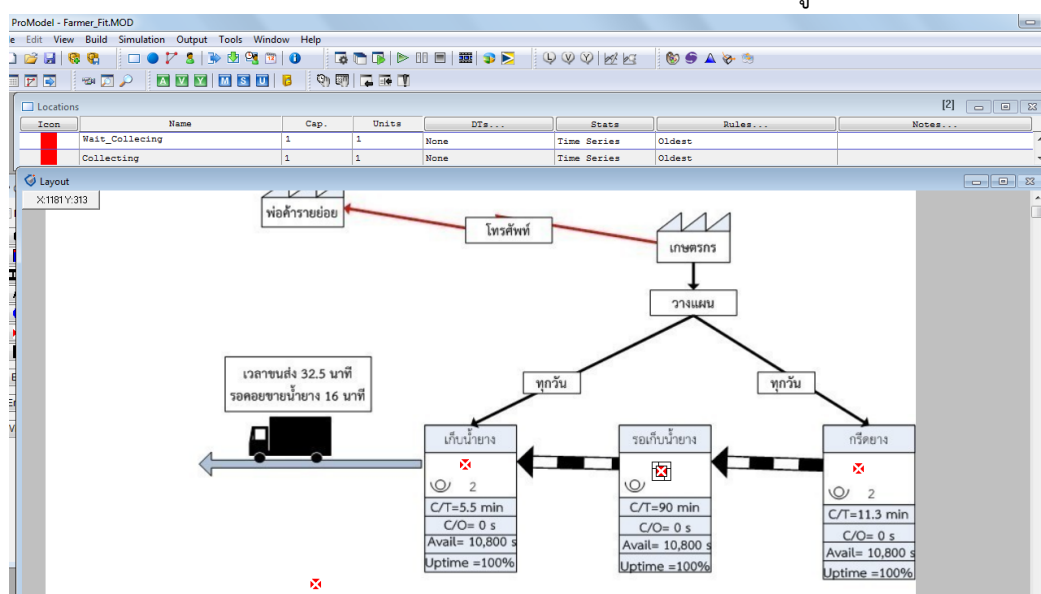 ProModel - Farmer_Fit.MOD
Edit View Build Simulation Output Tools Window Help
Locations [2]
Icon Name Cap. Units DTs... Stats Rules... Notes...
Wait_Collecing 1 1 None Time Series Oldest
Collecting 1 1 None Time Series Oldest
Layout
X:1181 Y:313
พ่อค้ารายย่อย
โทรศัพท์
เกษตรกร
วางแผน
เวลาขนส่ง 32.5 นาที
รอคอยขายน้ำยาง 16 นาที
ทุกวัน
ทุกวัน
เก็บน้ำยาง
2
C/T=5.5 min
C/O= 0 s
Avail= 10,800 s
Uptime =100%
รอเก็บน้ำยาง
C/T=90 min
C/O= 0 s
Avail= 10,800 s
Uptime =100%
กรีดยาง
2
C/T=11.3 min
C/O= 0 s
Avail= 10,800 s
Uptime =100%